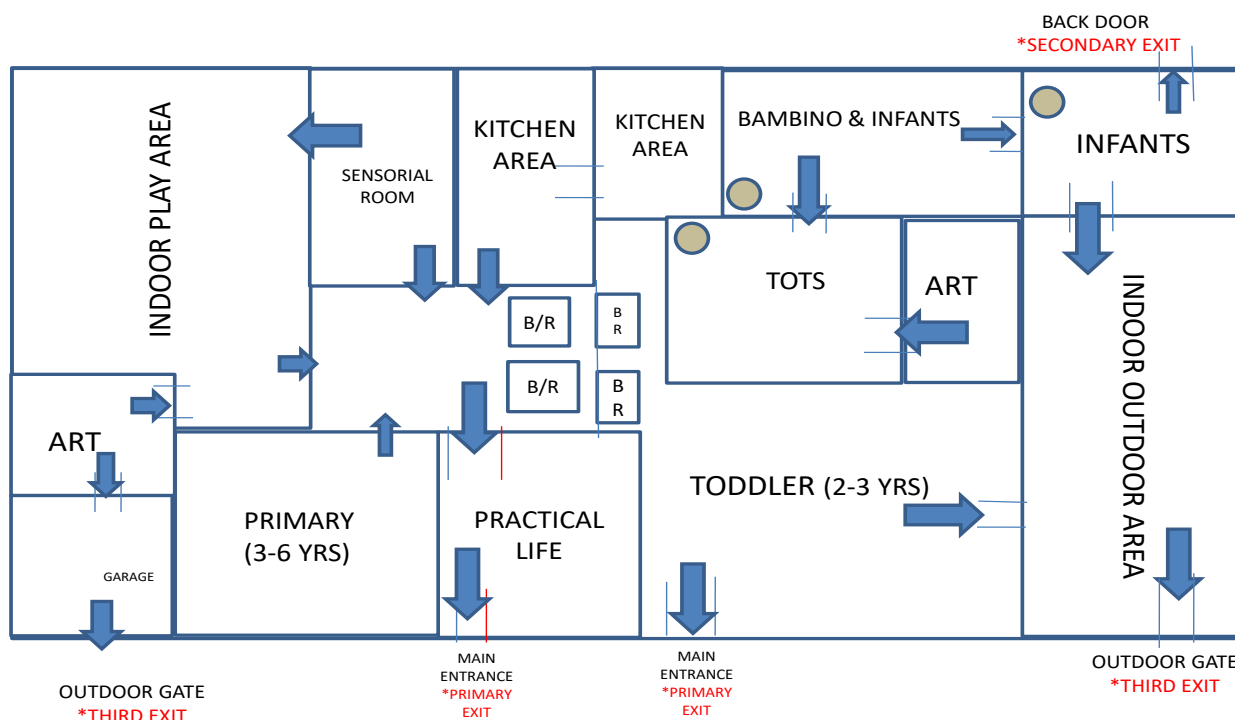 BACK DOOR
*SECONDARY EXIT
INDOOR PLAY AREA
SENSORIAL
ROOM
KITCHEN
AREA
KITCHEN
AREA
BAMBINO & INFANTS
INFANTS
B/R
B
R
TOTS
ART
INDOOR OUTDOOR AREA
B/R
B
R
ART
GARAGE
PRIMARY
(3-6 YRS)
PRACTICAL
LIFE
TODDLER (2-3 YRS)
OUTDOOR GATE
*THIRD EXIT
MAIN
ENTRANCE
*PRIMARY
EXIT
MAIN
ENTRANCE
*PRIMARY
EXIT
OUTDOOR GATE
*THIRD EXIT